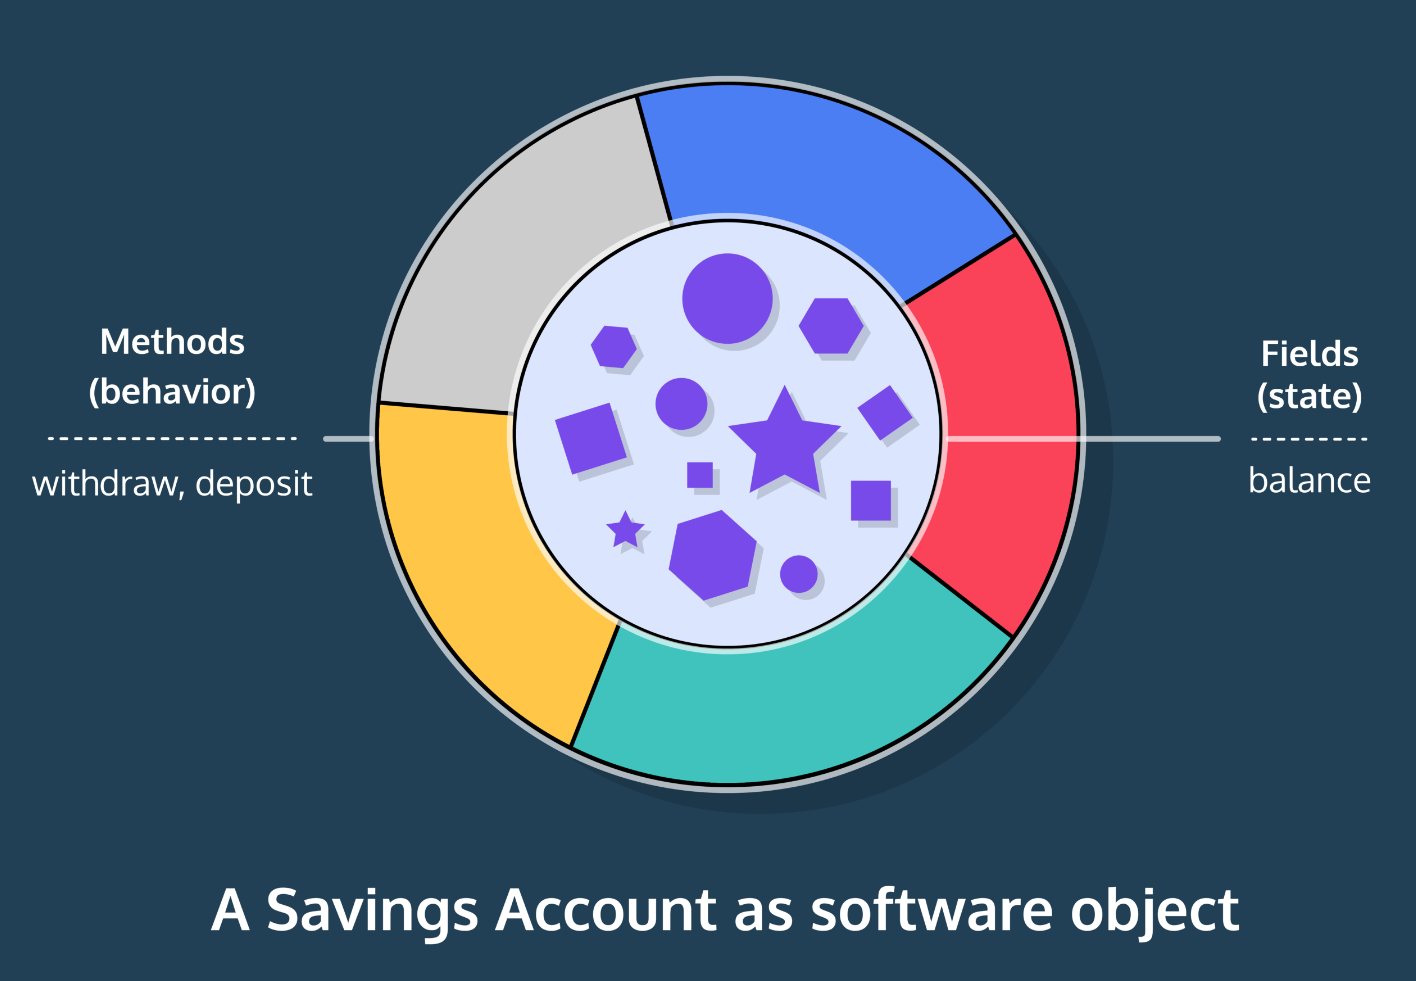 Methods
(behavior)
withdraw, deposit
Fields
(state)
balance
A Savings Account as software object